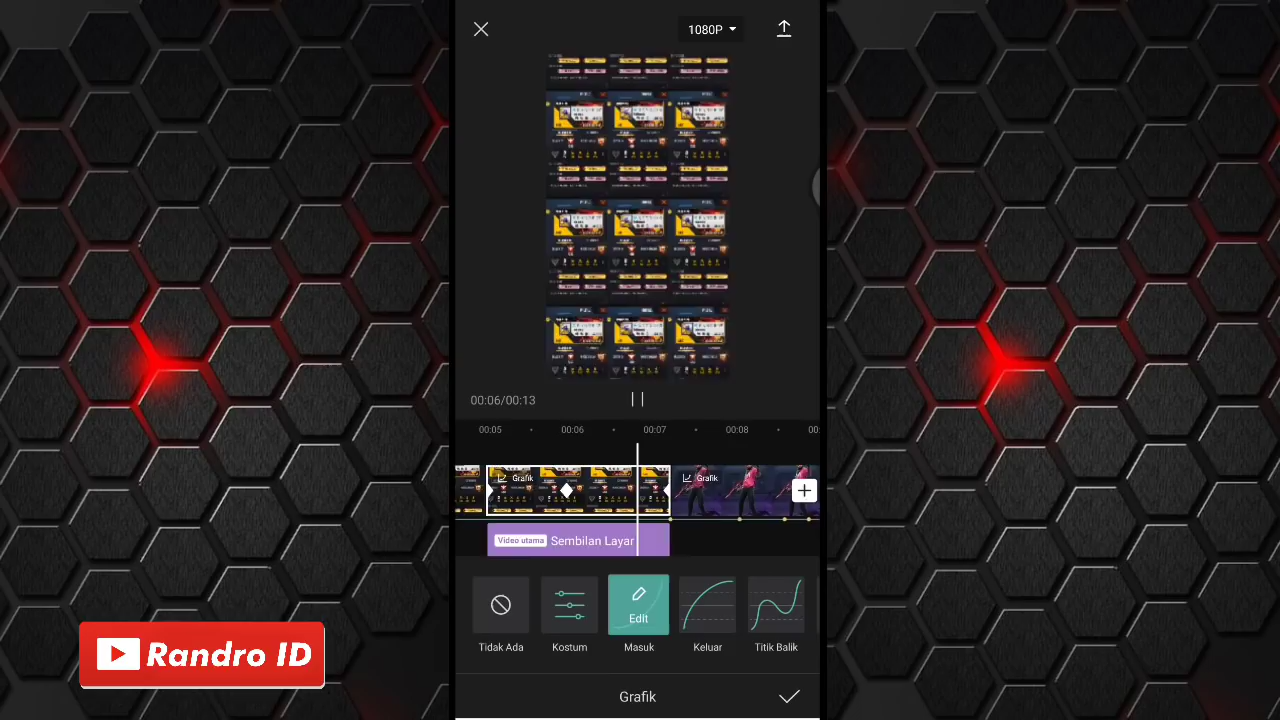 1080P
00:06/00:13
00:05
00:06
00:07
00:08
00:
Grafik
Grafik
Video utama Sembilan Layar
Edit
Tidak Ada
Kostum
Masuk
Keluar
Titik Balik
Grafik
Randro ID